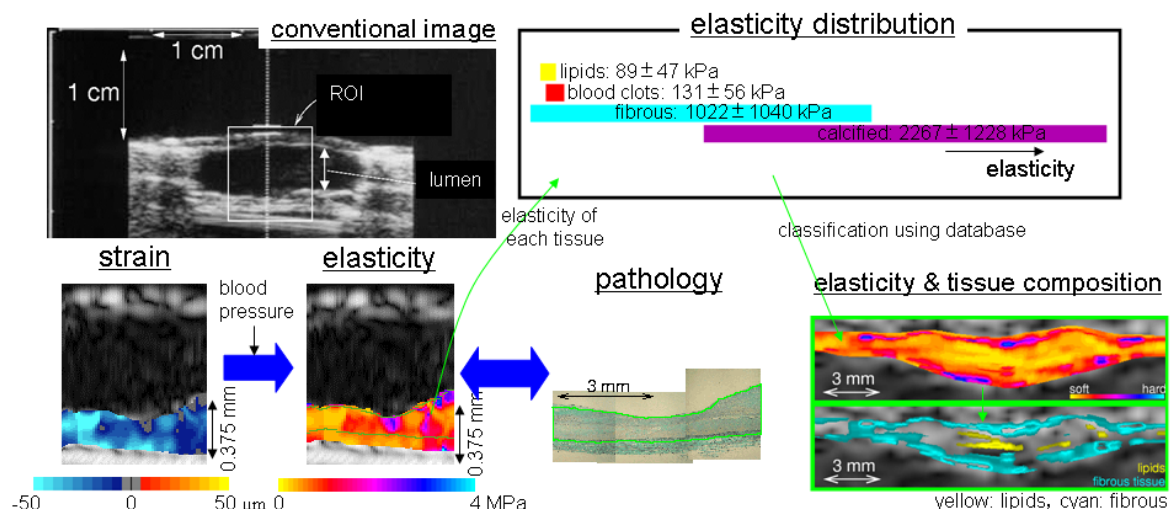 conventional image
1 cm
1 cm
ROI
lumen
elasticity distribution
lipids: 89 ± 47 kPa
blood clots: 131 ± 56 kPa
fibrous: 1022 ± 1040 kPa
calcified: 2267 ± 1228 kPa
elasticity
elasticity of
each tissue
classification using database
strain
blood
pressure
elasticity
pathology
elasticity & tissue composition
0.375 mm
0.375 mm
3 mm
3 mm
soft
hard
3 mm
lipids
fibrous tissue
-50
0
50 um
0
4 MPa
yellow: lipids, cyan: fibrous